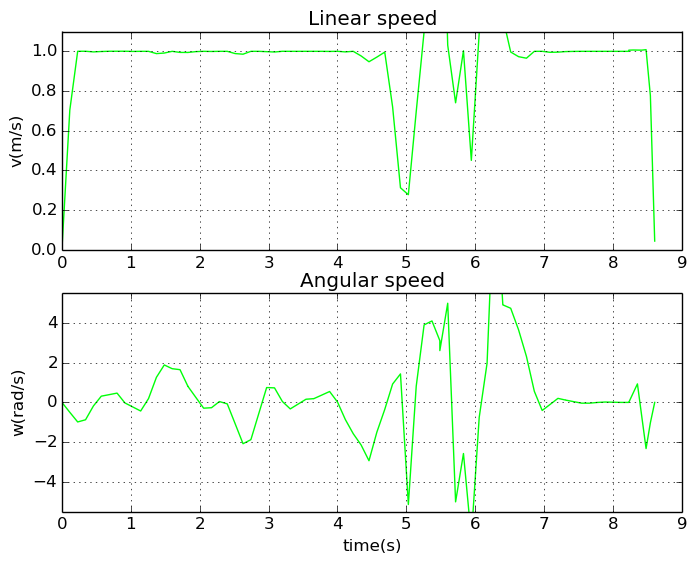 Linear speed
1.0
0.8
0.6
0.4
0.2
0.0
v(m/s)
0 1 2 3 4 5 6 7 8 9
Angular speed
4
2
0
−2
−4
w(rad/s)
0 1 2 3 4 5 6 7 8 9
time(s)